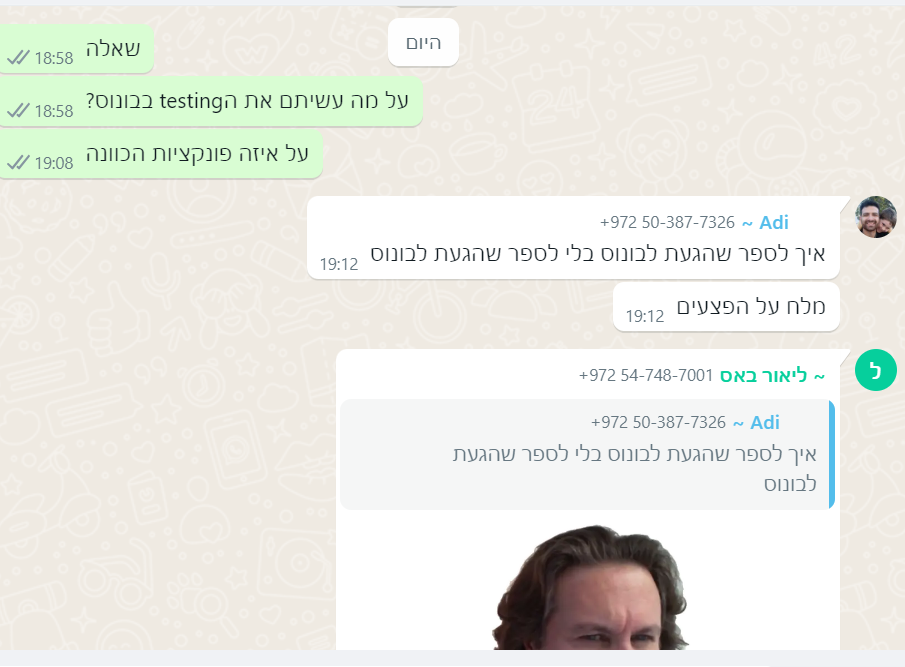 היום
שאלה 18:58
על מה עשיתם את הtesting בבונוס? 18:58
על איזה פונקציות הכוונה 19:08
+972 50-387-7326 ~ Adi
איך לספר שהגעת לבונוס בלי לספר שהגעת לבונוס 19:12
מלח על הפצעים 19:12
~ ליאור באס +972 54-748-7001
+972 50-387-7326 ~ Adi
איך לספר שהגעת לבונוס בלי לספר שהגעת
לבונוס
ל